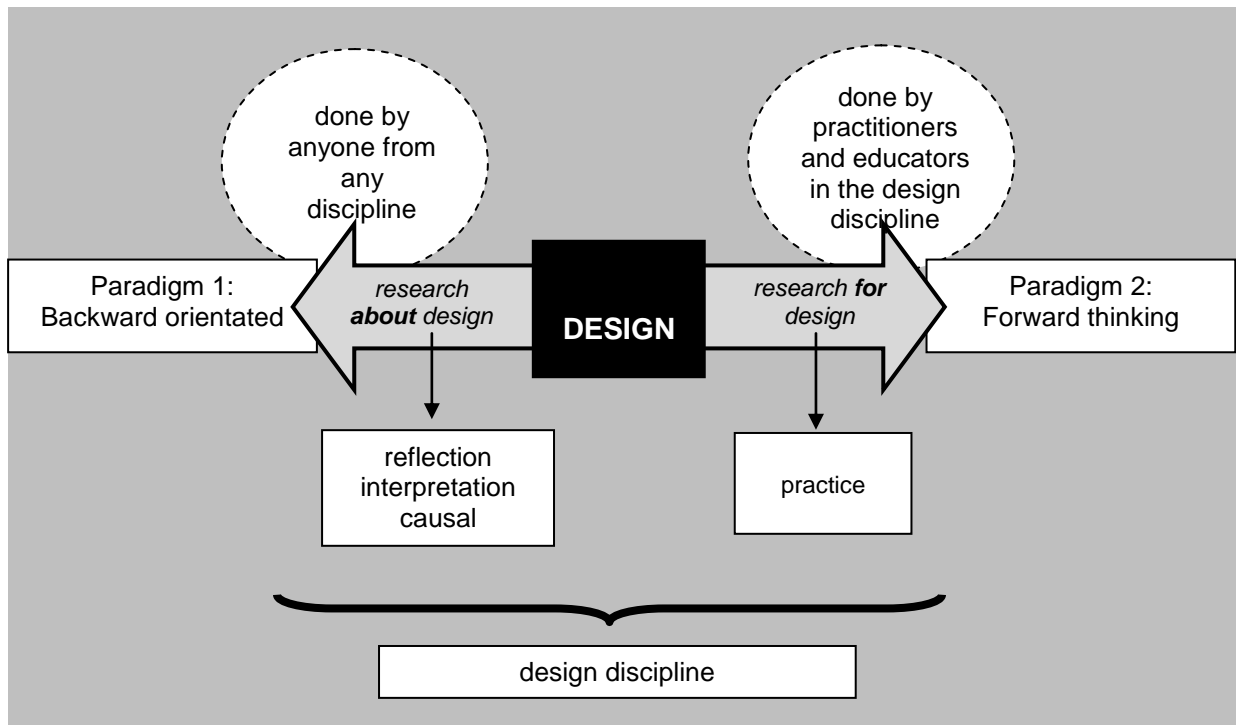 done by
anyone from
any
discipline
done by
practitioners
and educators
in the design
discipline
Paradigm 1:
Backward orientated
research
about design
DESIGN
research for
design
Paradigm 2:
Forward thinking
reflection
interpretation
causal
practice
design discipline